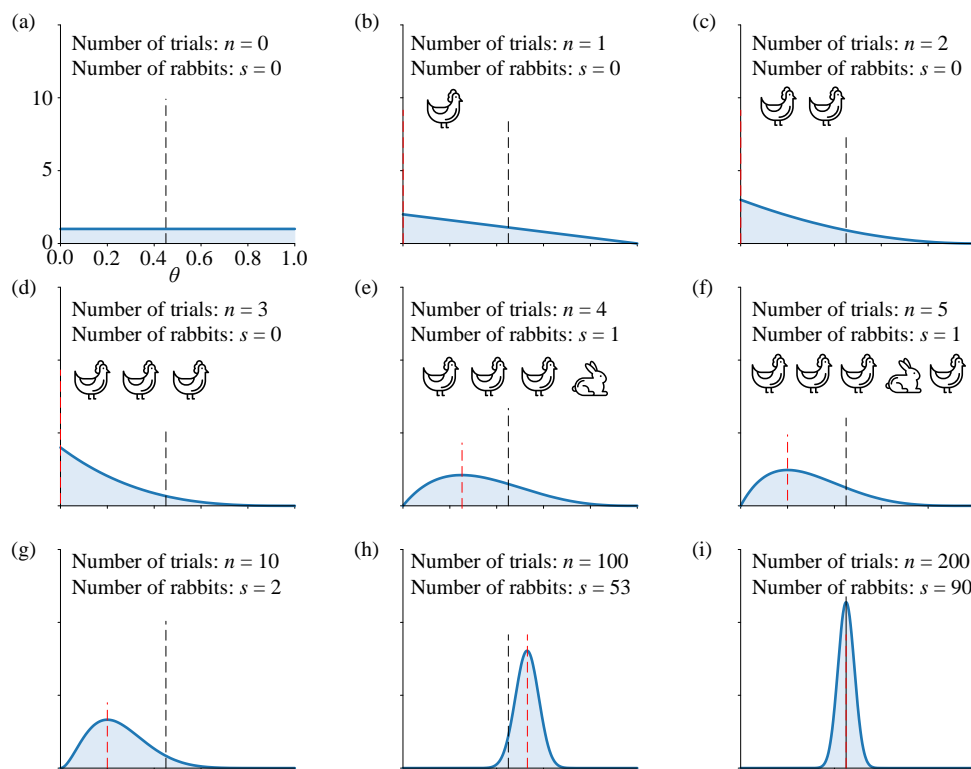 (a)
Number of trials: n = 0
Number of rabbits: s = 0
10
5
0
0.0 0.2 0.4 0.6 0.8 1.0
θ
(b)
Number of trials: n = 1
Number of rabbits: s = 0
(c)
Number of trials: n = 2
Number of rabbits: s = 0
(d)
Number of trials: n = 3
Number of rabbits: s = 0
(e)
Number of trials: n = 4
Number of rabbits: s = 1
(f)
Number of trials: n = 5
Number of rabbits: s = 1
(g)
Number of trials: n = 10
Number of rabbits: s = 2
(h)
Number of trials: n = 100
Number of rabbits: s = 53
(i)
Number of trials: n = 200
Number of rabbits: s = 90